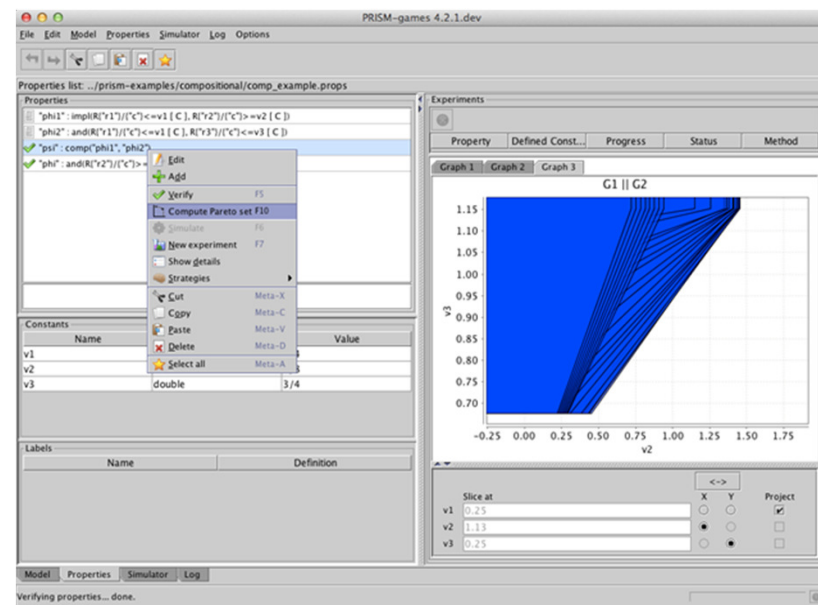 PRISM-games 4.2.1.dev
File Edit Model Properties Simulator Log Options
Properties list: .../prism-examples/compositional/comp_example.props
Properties
"phi1" : impl(R{"r1"}/{"c"}<=v1 [ C ], R{"r2"}/{"c"}>=v2 [ C ])
"phi2" : and(R{"r1"}/{"c"}<=v1 [ C ], R{"r3"}/{"c"}<=v3 [ C ])
"psi" : comp("phi1", "phi2")
"phi" : and(R{"r2"}/{"c"}>=
Edit
Add
Verify F5
Compute Pareto set F10
Simulate F6
New experiment F7
Show details
Strategies
Cut Meta-X
Copy Meta-C
Paste Meta-V
Delete Meta-D
Select all Meta-A
Constants
Name Value
v1 4
v2
v3 double 3/4
Labels
Name Definition
Experiments
Property Defined Const... Progress Status Method
Graph 1 Graph 2 Graph 3
G1 || G2
1.15
1.10
1.05
1.00
0.95
0.90
0.85
0.80
0.75
0.70
v3
-0.25 0.00 0.25 0.50 0.75 1.00 1.25 1.50 1.75
v2
<->
Slice at X Y Project
v1 0.25
v2 1.13
v3 0.25
Model Properties Simulator Log
Verifying properties... done.